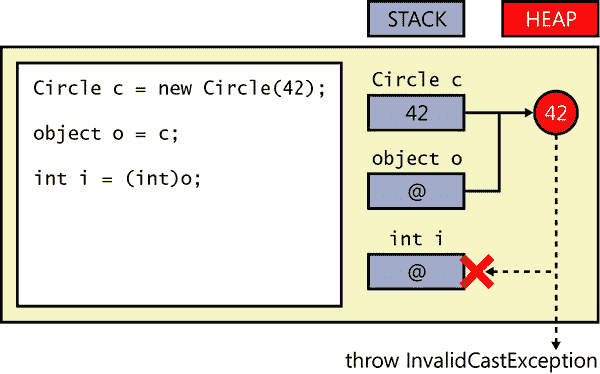 STACK
HEAP
Circle c = new Circle(42);
object o = c;
int i = (int)o;
Circle c
42
42
object o
@
int i
@
throw InvalidCastException